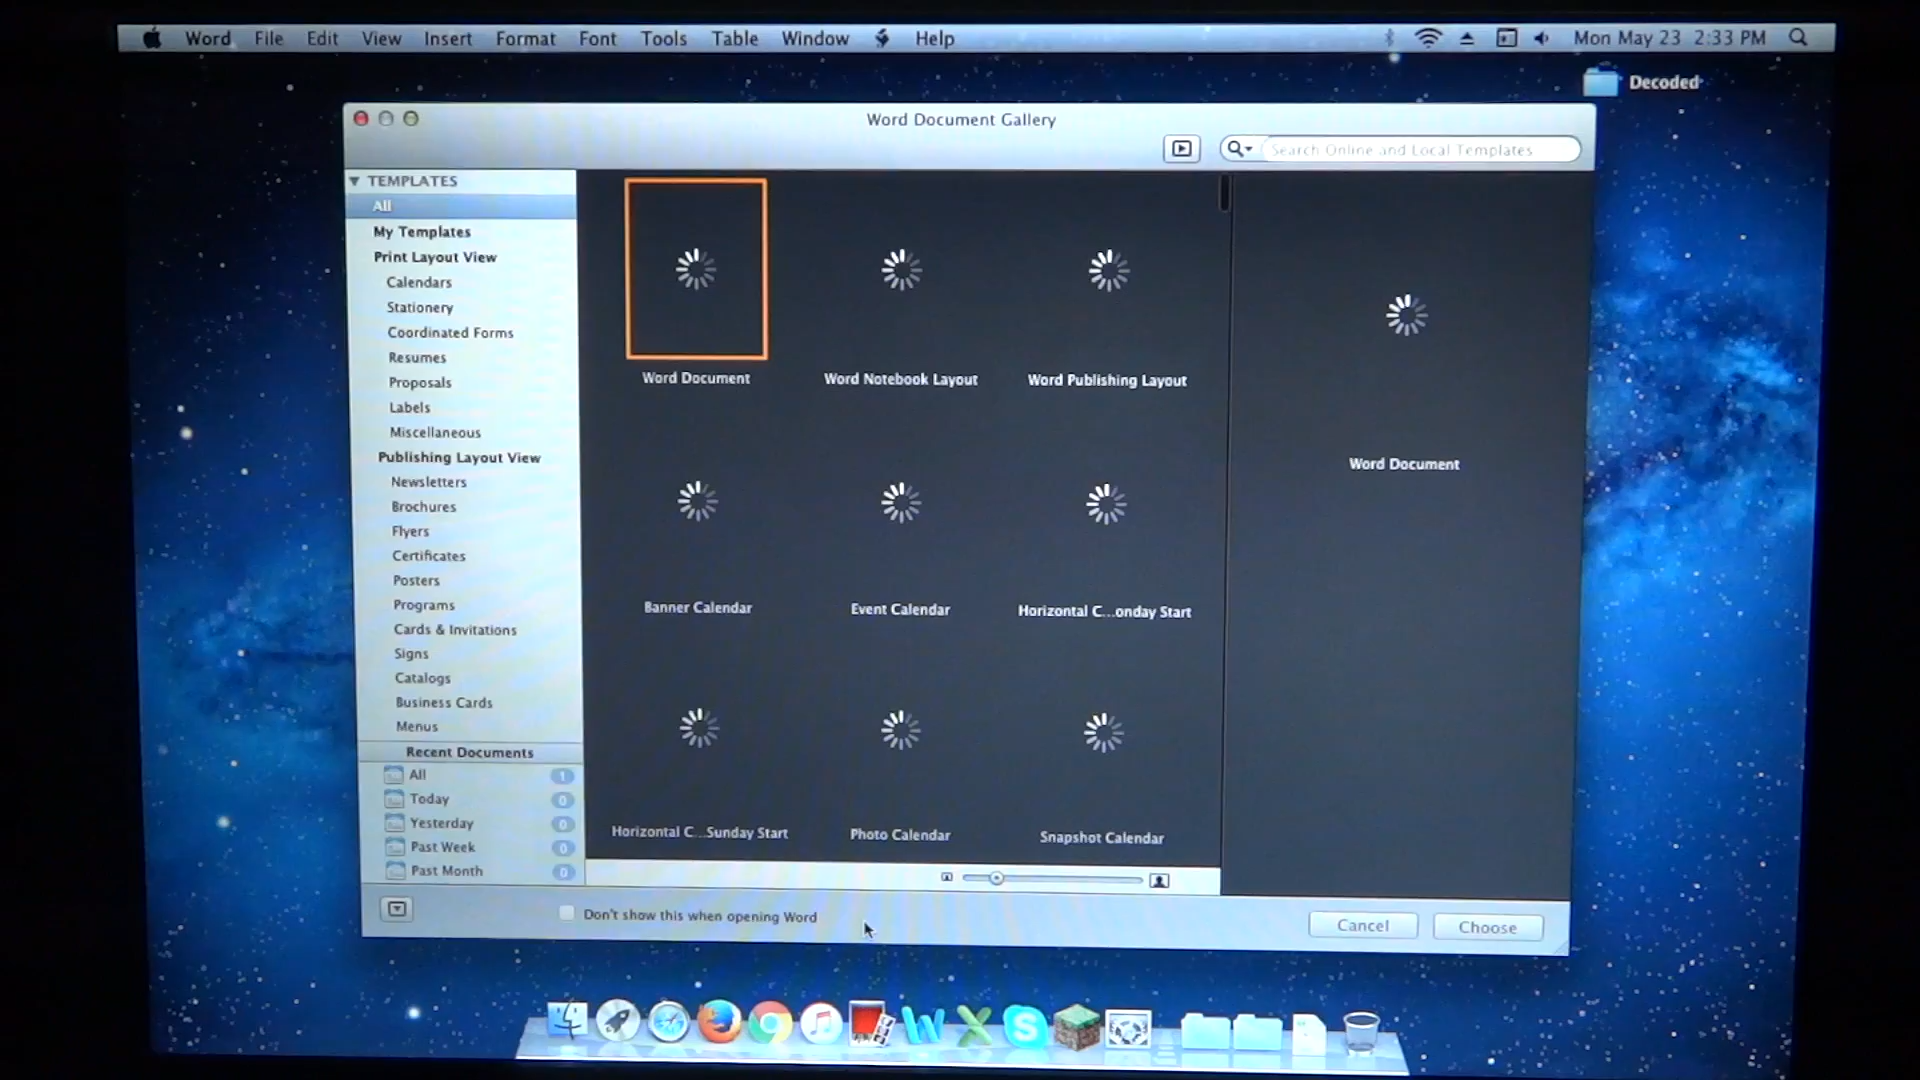 Word File Edit View Insert Format Font Tools Table Window Help Mon May 23 2:33 PM
Decoded
Word Document Gallery
Search Online and Local Templates
TEMPLATES
All
My Templates
Print Layout View
Calendars
Stationery
Coordinated Forms
Resumes
Proposals
Labels
Miscellaneous
Publishing Layout View
Newsletters
Brochures
Flyers
Certificates
Posters
Programs
Cards & Invitations
Signs
Catalogs
Business Cards
Menus
Recent Documents
All 1
Today 0
Yesterday 0
Past Week 0
Past Month 0
Word Document Word Notebook Layout Word Publishing Layout
Banner Calendar Event Calendar Horizontal C...onday Start
Horizontal C...Sunday Start Photo Calendar Snapshot Calendar
Word Document
Don't show this when opening Word
Cancel Choose